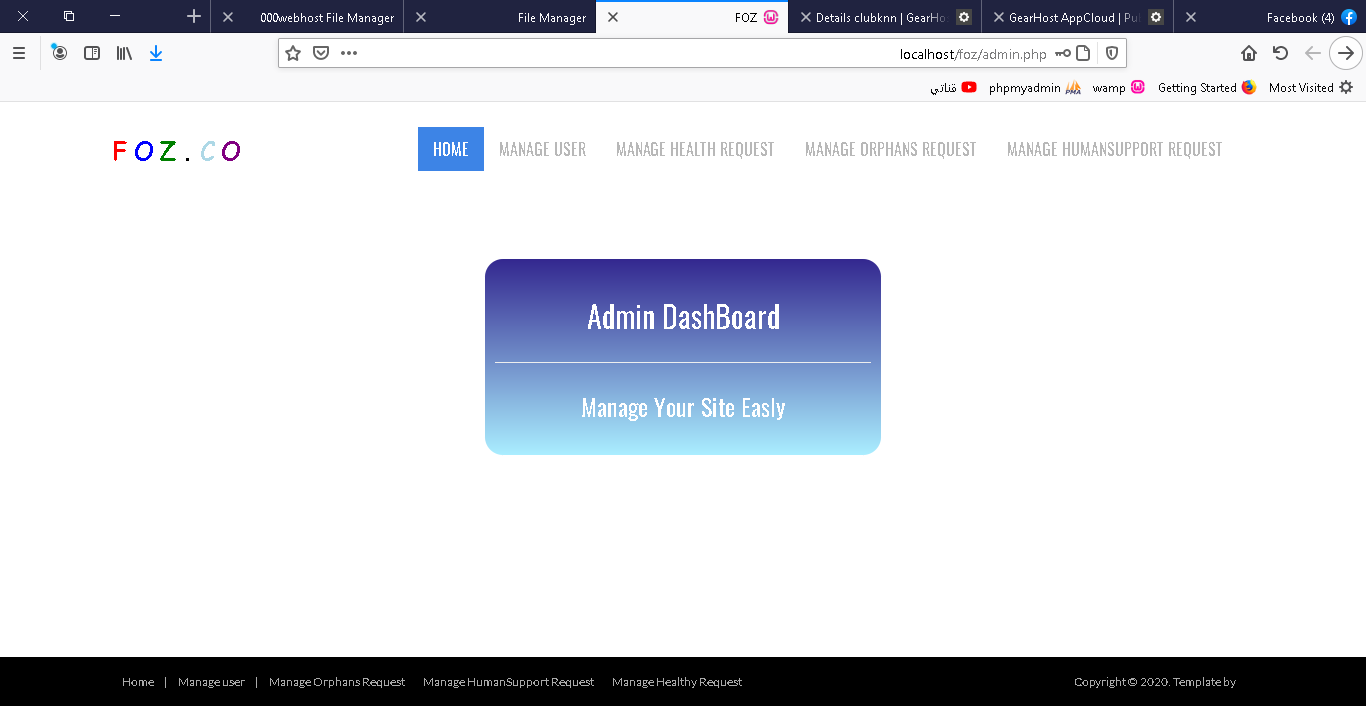 000webhost File Manager
File Manager
FOZ
Details clubknn | GearHo
GearHost AppCloud | Pu
Facebook (4)
localhost/foz/admin.php
قناتي
phpmyadmin
wamp
Getting Started
Most Visited
FOZ.CO
HOME
MANAGE USER
MANAGE HEALTH REQUEST
MANAGE ORPHANS REQUEST
MANAGE HUMANSUPPORT REQUEST
Admin DashBoard
Manage Your Site Easly
Home | Manage user | Manage Orphans Request Manage HumanSupport Request Manage Healthy Request
Copyright © 2020. Template by